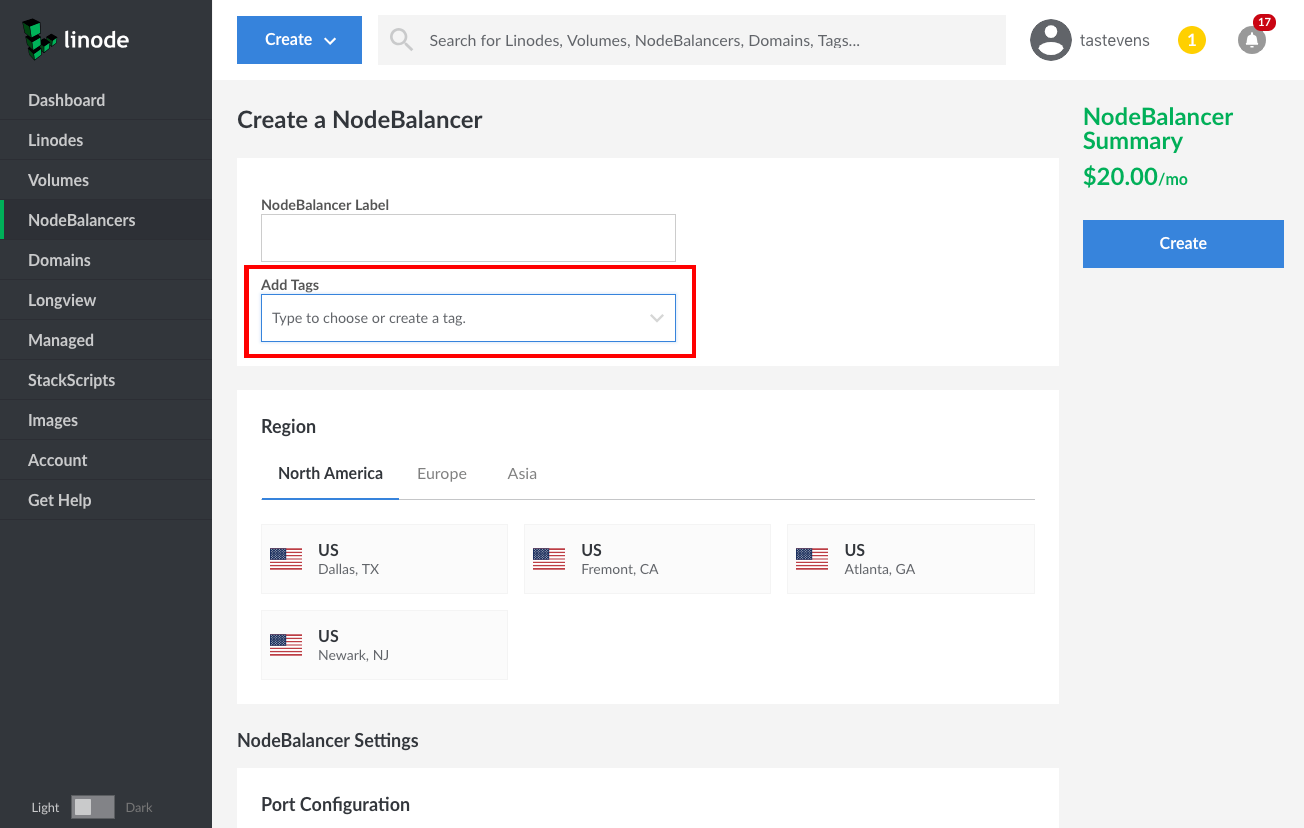 linode
Create
Search for Linodes, Volumes, NodeBalancers, Domains, Tags...
tastevens
1
17
Dashboard
Linodes
Volumes
NodeBalancers
Domains
Longview
Managed
StackScripts
Images
Account
Get Help
Light
Dark
Create a NodeBalancer
NodeBalancer Label
Add Tags
Type to choose or create a tag.
Region
North America
Europe
Asia
US
Dallas, TX
US
Fremont, CA
US
Atlanta, GA
US
Newark, NJ
NodeBalancer Settings
Port Configuration
NodeBalancer
Summary
$20.00/mo
Create